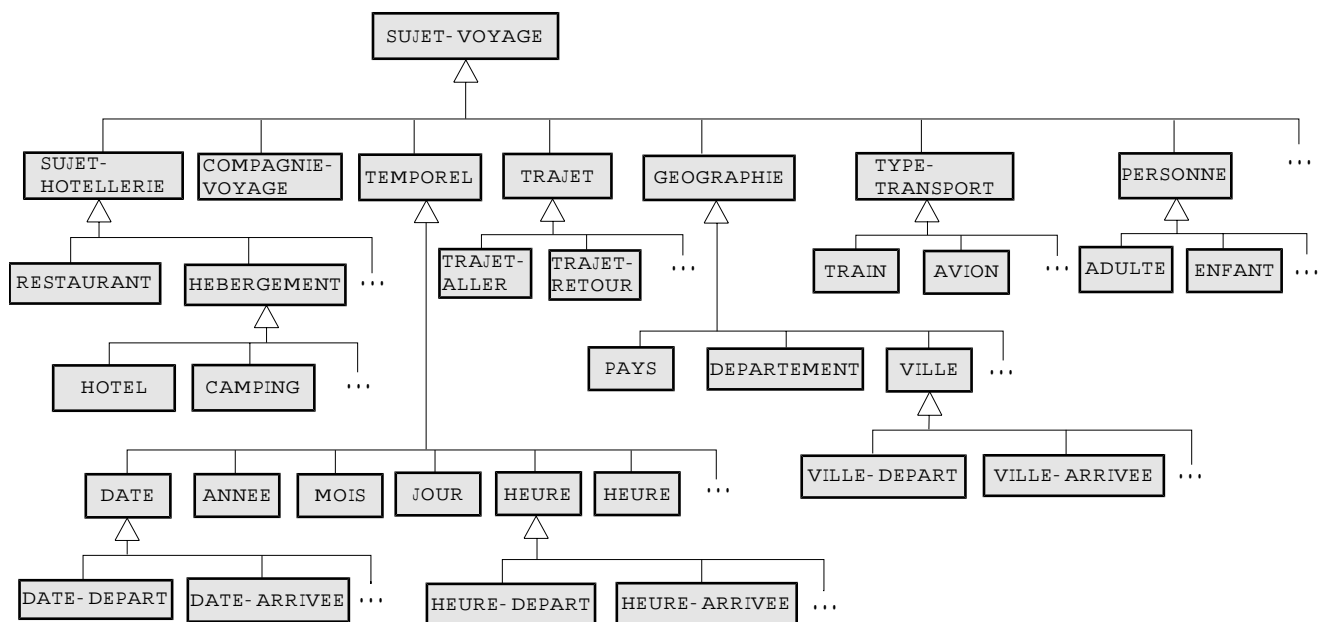 SUJET-VOYAGE
SUJET-
HOTELLERIE
COMPAGNIE-
VOYAGE
TEMPOREL
TRAJET
GEOGRAPHIE
TYPE-
TRANSPORT
PERSONNE
...
RESTAURANT
HEBERGEMENT
...
TRAJET-
ALLER
TRAJET-
RETOUR
...
TRAIN
AVION
...
ADULTE
ENFANT
...
HOTEL
CAMPING
...
PAYS
DEPARTEMENT
VILLE
...
VILLE-DEPART
VILLE-ARRIVEE
...
DATE
ANNEE
MOIS
JOUR
HEURE
HEURE
...
DATE-DEPART
DATE-ARRIVEE
...
HEURE-DEPART
HEURE-ARRIVEE
...